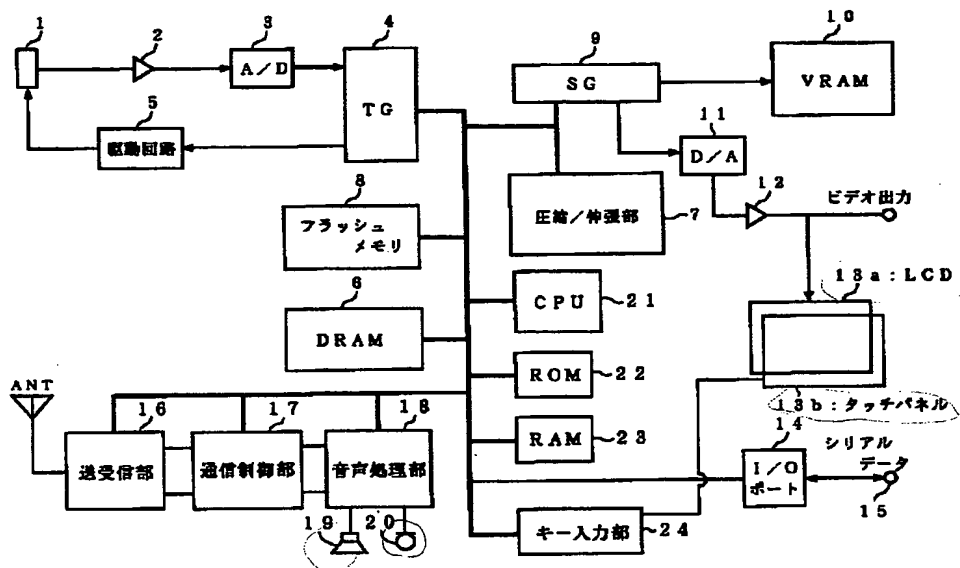 1
2
3
4
9
10
A/D
TG
SG
VRAM
5
駆動回路
11
D/A
8
フラッシュ
メモリ
圧縮/伸張部
7
12
ビデオ出力
6
DRAM
CPU
21
13a:LCD
ROM
22
13b:タッチパネル
ANT
16
17
18
RAM
23
14
シリアル
データ
送受信部
通信制御部
音声処理部
I/O
ポート
15
19
20
キー入力部
24